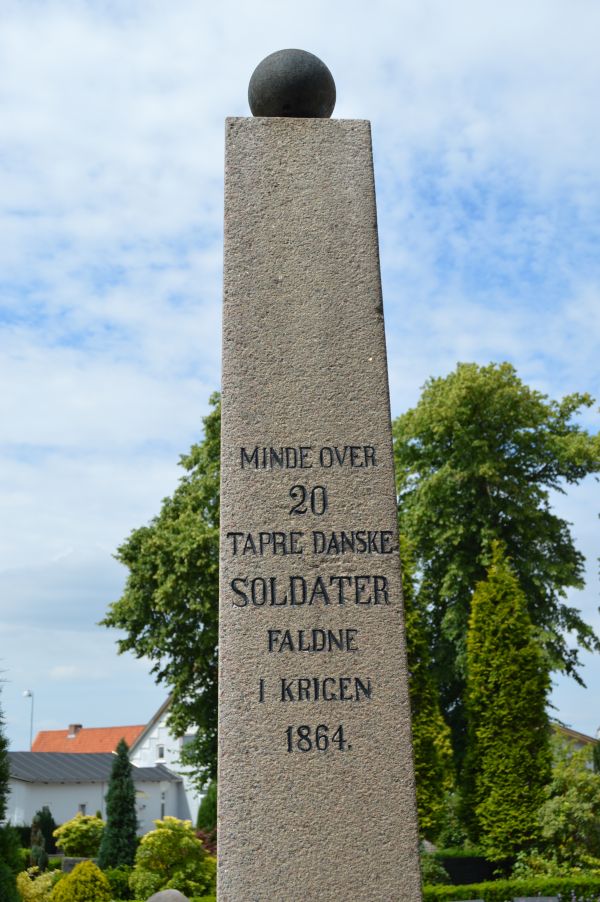 MINDE OVER
20
TAPRE DANSKE
SOLDATER
FALDNE
I KRIGEN
1864.